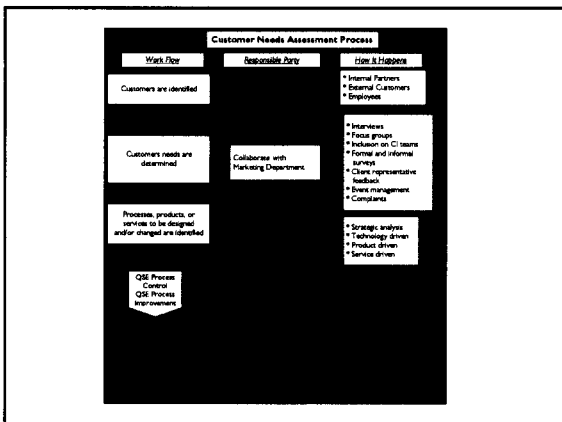 Customer Needs Assessment Process
Work Flow
Responsible Party
How It Happens
Customers are identified
* Internal Partners
* External Customers
* Employees
Customers needs are
determined
Collaborate with
Marketing Department
* Interviews
* Focus groups
* Inclusion on CI teams
* Formal and informal
surveys
* Client representative
feedback
* Event management
* Complaints
Processes, products, or
services to be designed
and/or changed are identified
* Strategic analysis
* Technology driven
* Product driven
* Service driven
QSE Process
Control
QSE Process
Improvement